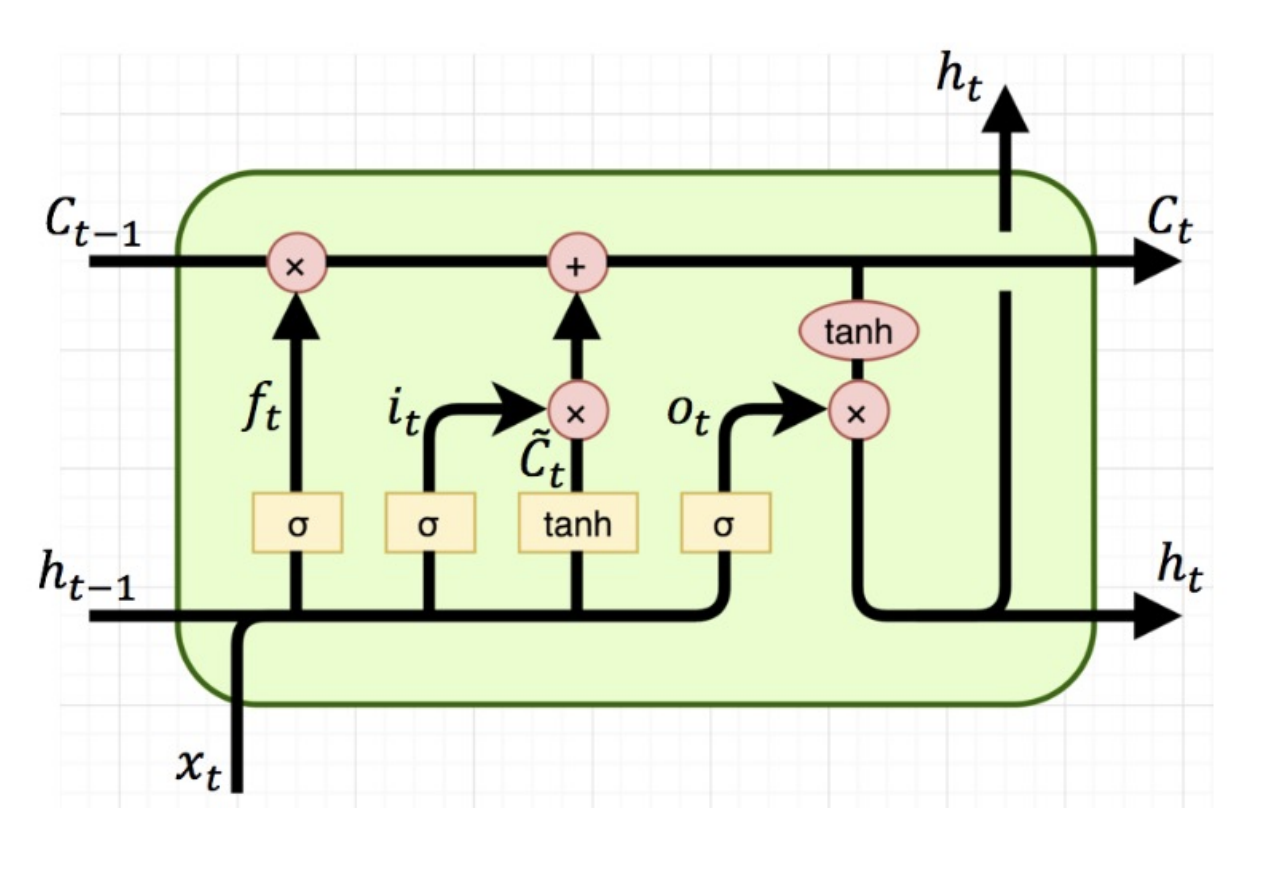 h_t
C_{t-1}
C_t
×
+
tanh
f_t
i_t
×
o_t
×
C̃_t
σ
σ
tanh
σ
h_{t-1}
h_t
x_t